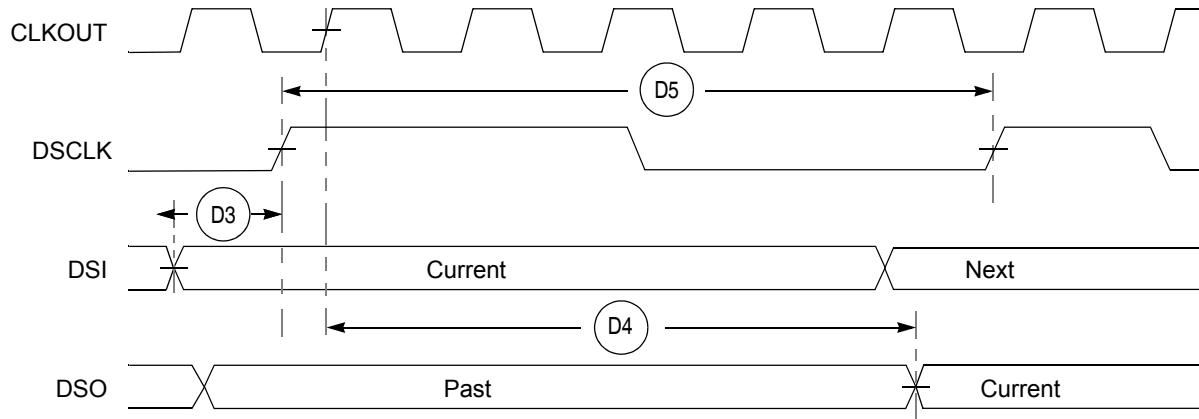 CLKOUT
D5
DSCLK
D3
DSI
Current
Next
D4
DSO
Past
Current